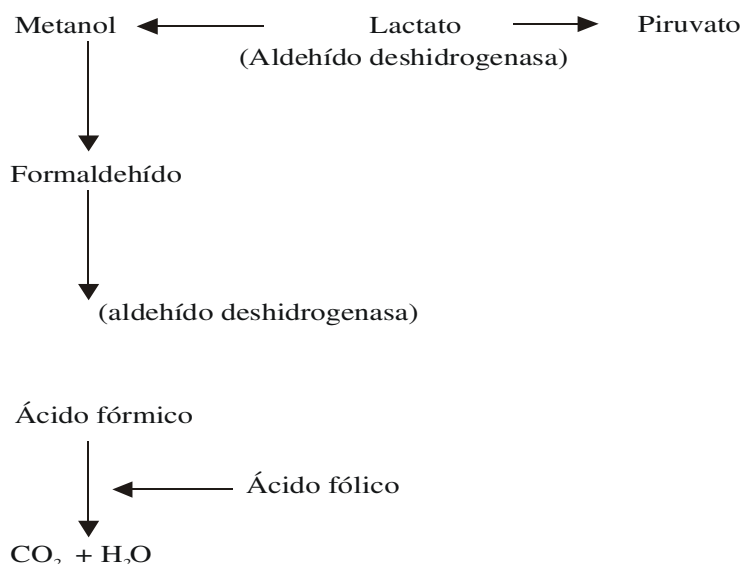 Metanol Lactato Piruvato
(Aldehído deshidrogenasa)
Formaldehído
(aldehído deshidrogenasa)
Ácido fórmico
Ácido fólico
CO₂ + H₂O